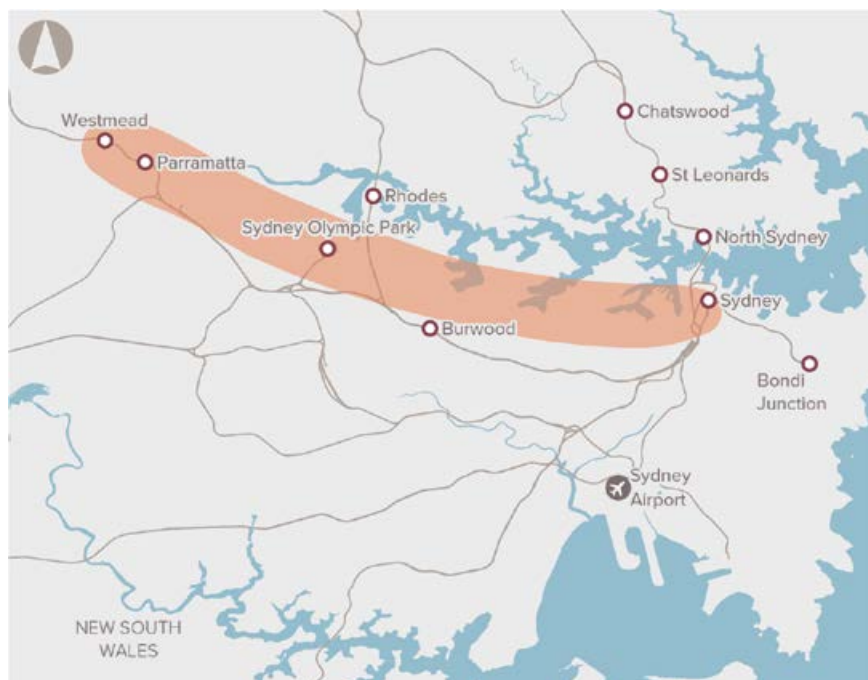 Westmead
Parramatta
Chatswood
St Leonards
Rhodes
Sydney Olympic Park
North Sydney
Sydney
Burwood
Bondi
Junction
Sydney
Airport
NEW SOUTH
WALES